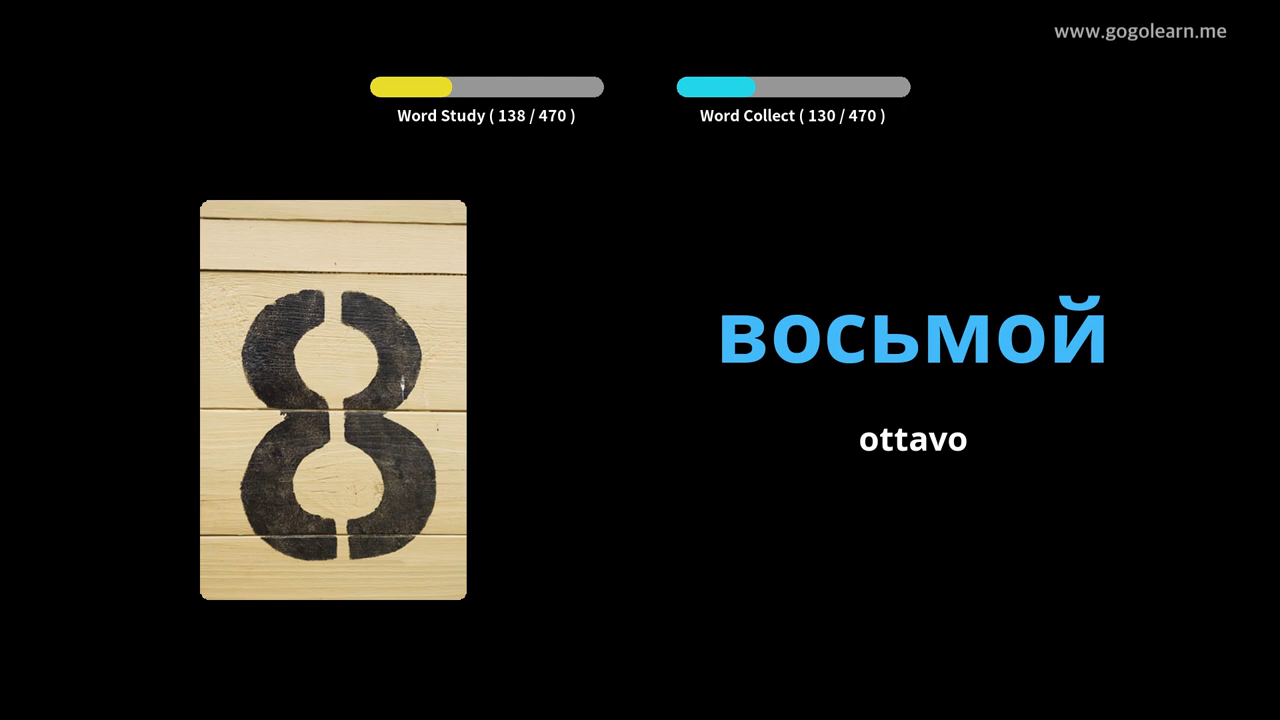 www.gogolearn.me
Word Study ( 138 / 470 )
Word Collect ( 130 / 470 )
8
восьмой
ottavo